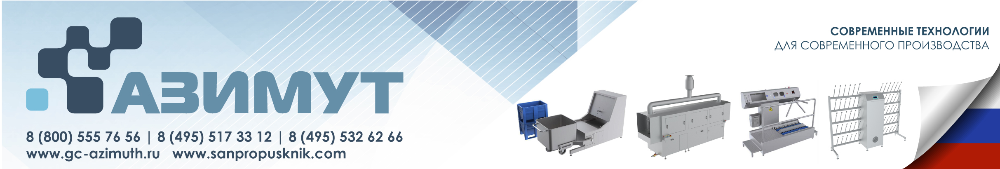 АЗИМУТ
8 (800) 555 76 56 | 8 (495) 517 33 12 | 8 (495) 532 62 66
www.gc-azimuth.ru www.sanpropusknik.com
СОВРЕМЕННЫЕ ТЕХНОЛОГИИ
ДЛЯ СОВРЕМЕННОГО ПРОИЗВОДСТВА